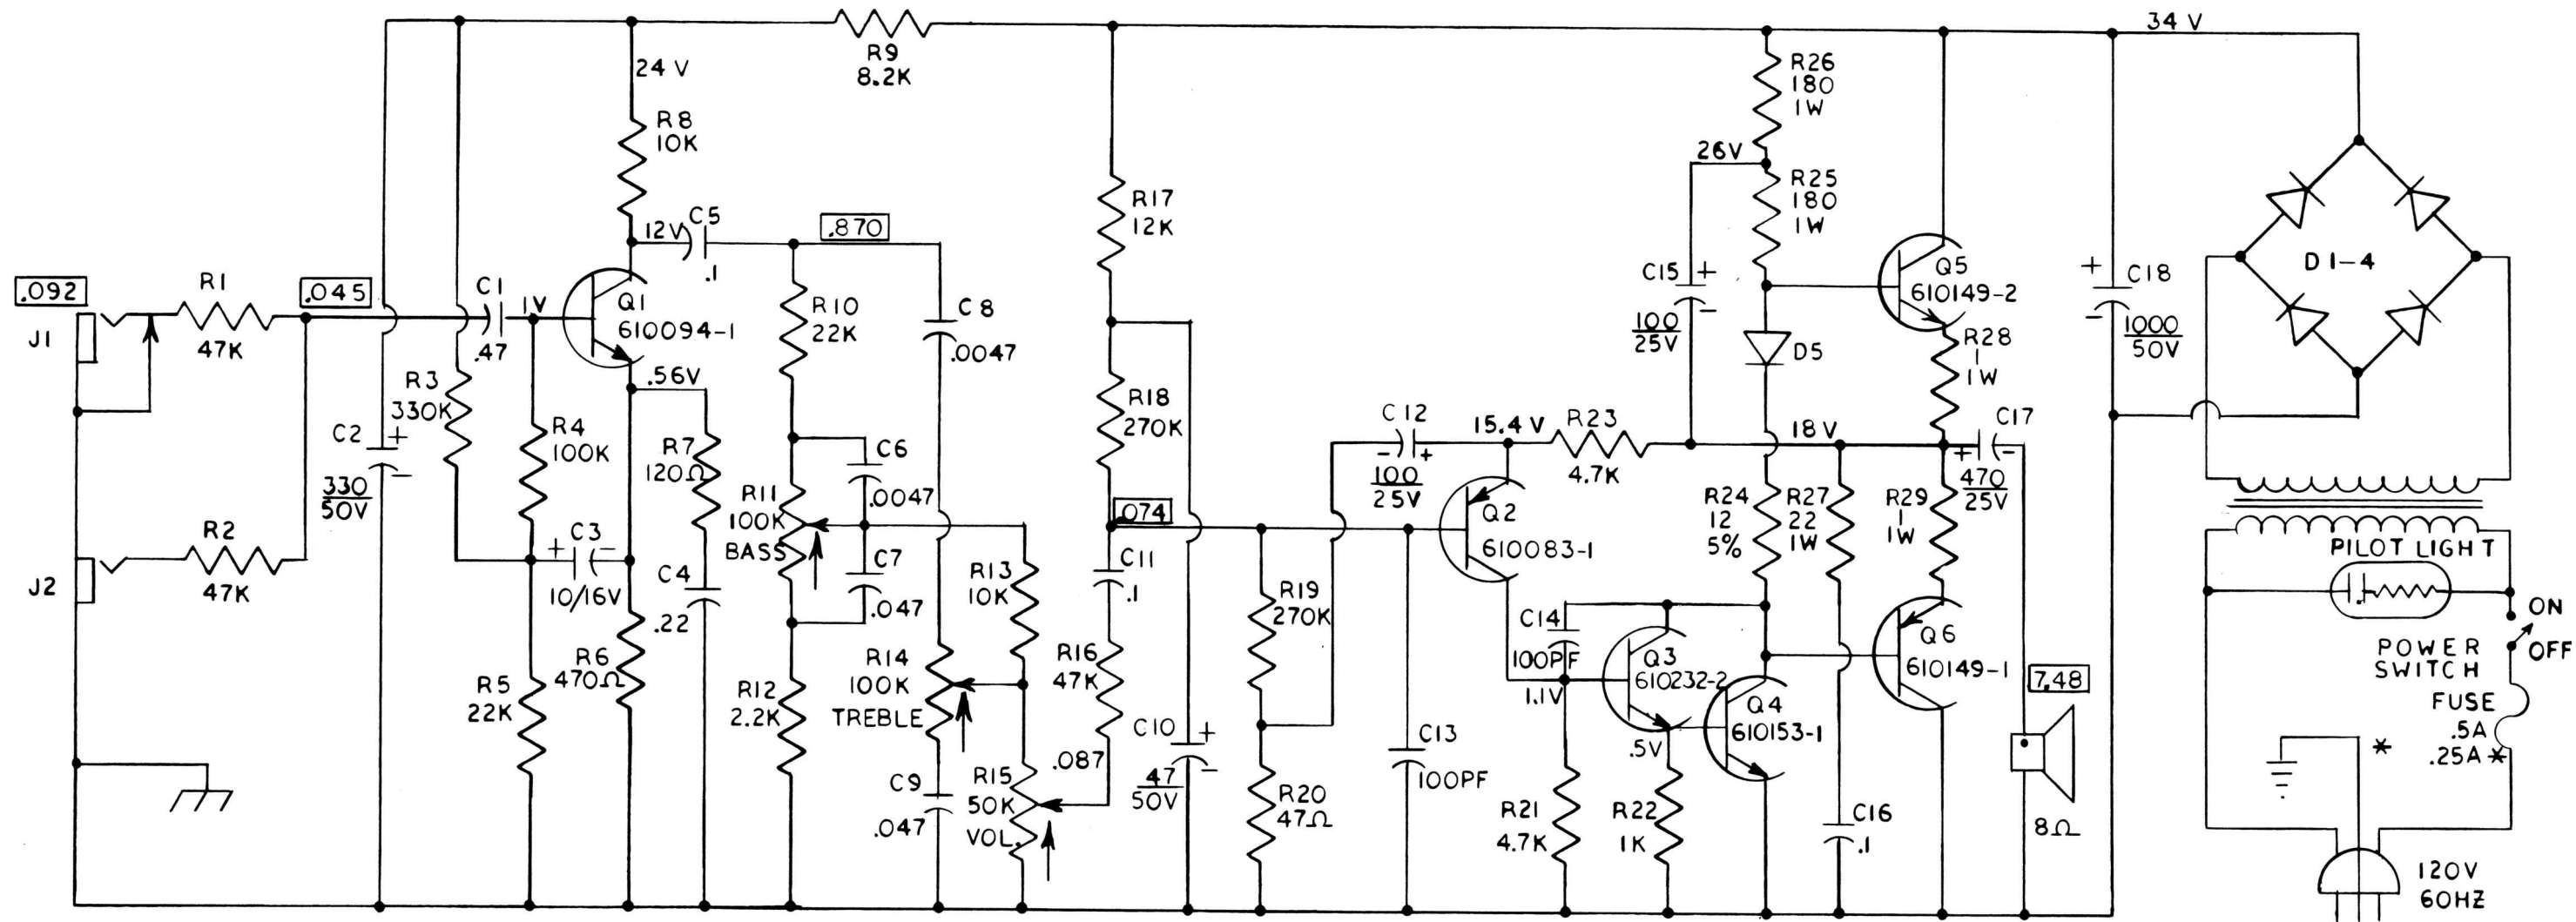 34 V
R9
8.2K
24 V
R8
10K
R26
180
1W
26V
R25
180
1W
R17
12K
C5
.870
12V
.1
Q5
610149-2
C15
+
-
100
25V
+
C18
-
1000
50V
D1-4
.092
R1
47K
.045
C1
.47
1V
Q1
610094-1
R10
22K
C8
.0047
J1
D5
R28
1
1W
R3
330K
.56V
R18
270K
C12
- +
100
25V
15.4 V
R23
4.7K
18V
C17
+ -
470
25V
C2
+
-
330
50V
R4
100K
R7
120Ω
C6
.0047
R11
100K
BASS
.074
Q2
610083-1
R24
12
5%
R27
22
1W
R29
1
1W
R2
47K
J2
+ C3 -
10/16V
C4
.22
C7
.047
R13
10K
C11
.1
R19
270K
PILOT LIGHT
ON
OFF
POWER
SWITCH
FUSE
.5A
.25A*
C14
100PF
Q3
610232-2
1.1V
Q6
610149-1
7.48
R5
22K
R6
470Ω
R12
2.2K
R14
100K
TREBLE
R16
47K
Q4
610153-1
.5V
C10
+
-
47
50V
C13
100PF
C9
.047
R15
50K
VOL.
.087
R20
47Ω
R21
4.7K
R22
1K
C16
.1
8Ω
*
120V
60HZ